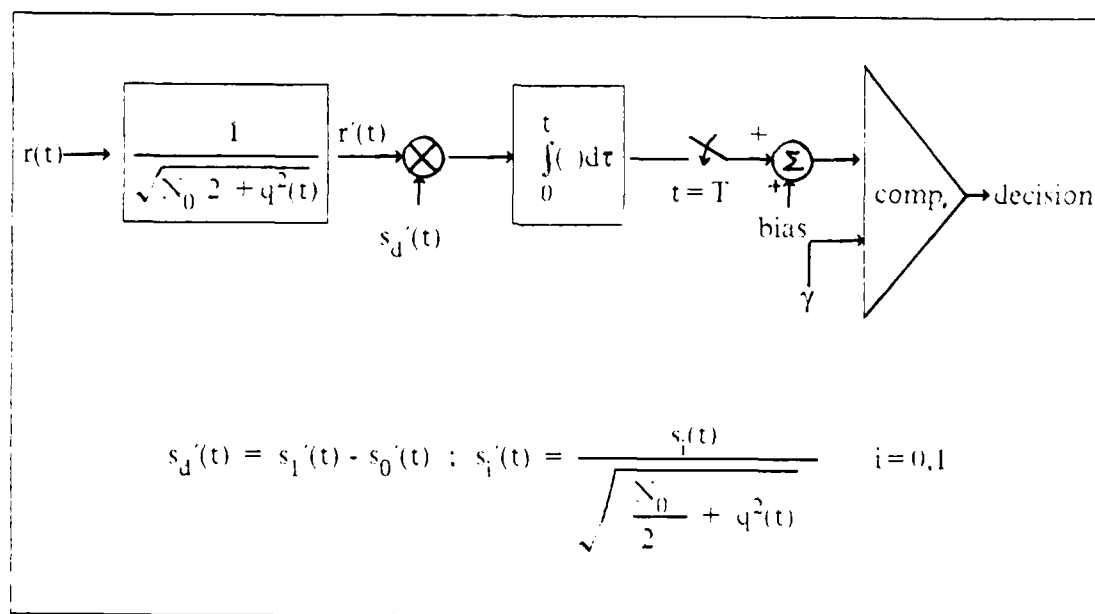 1
r(t) √(N₀ 2 + q²(t)) r′(t)
t
∫( )dτ
0
s_d′(t)
t = T
+
Σ
+
bias
γ
comp.
decision
s_d′(t) = s₁′(t) - s₀′(t) ; s_i′(t) = s_i(t) / √(N₀/2 + q²(t)) i = 0,1